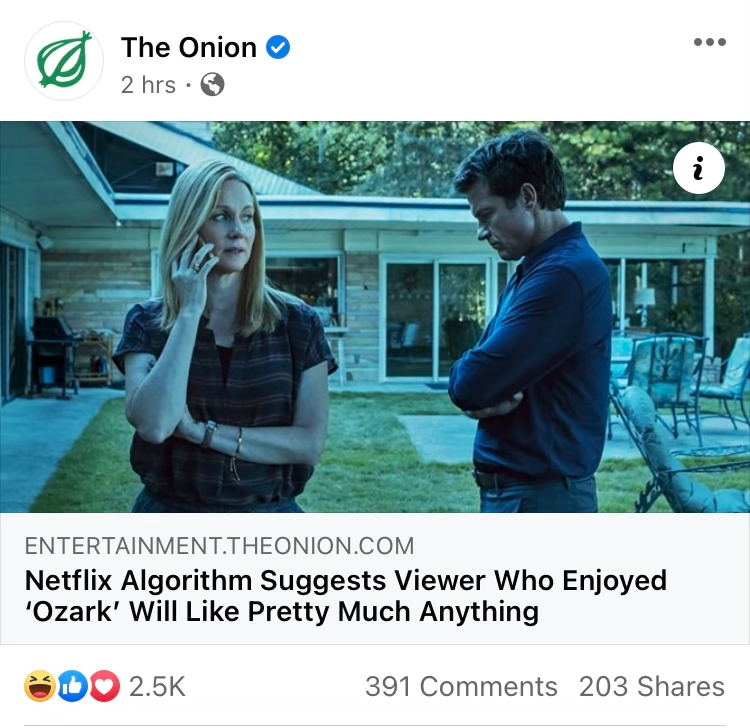 The Onion
2 hrs ·
i
ENTERTAINMENT.THEONION.COM
Netflix Algorithm Suggests Viewer Who Enjoyed
‘Ozark’ Will Like Pretty Much Anything
2.5K 391 Comments 203 Shares